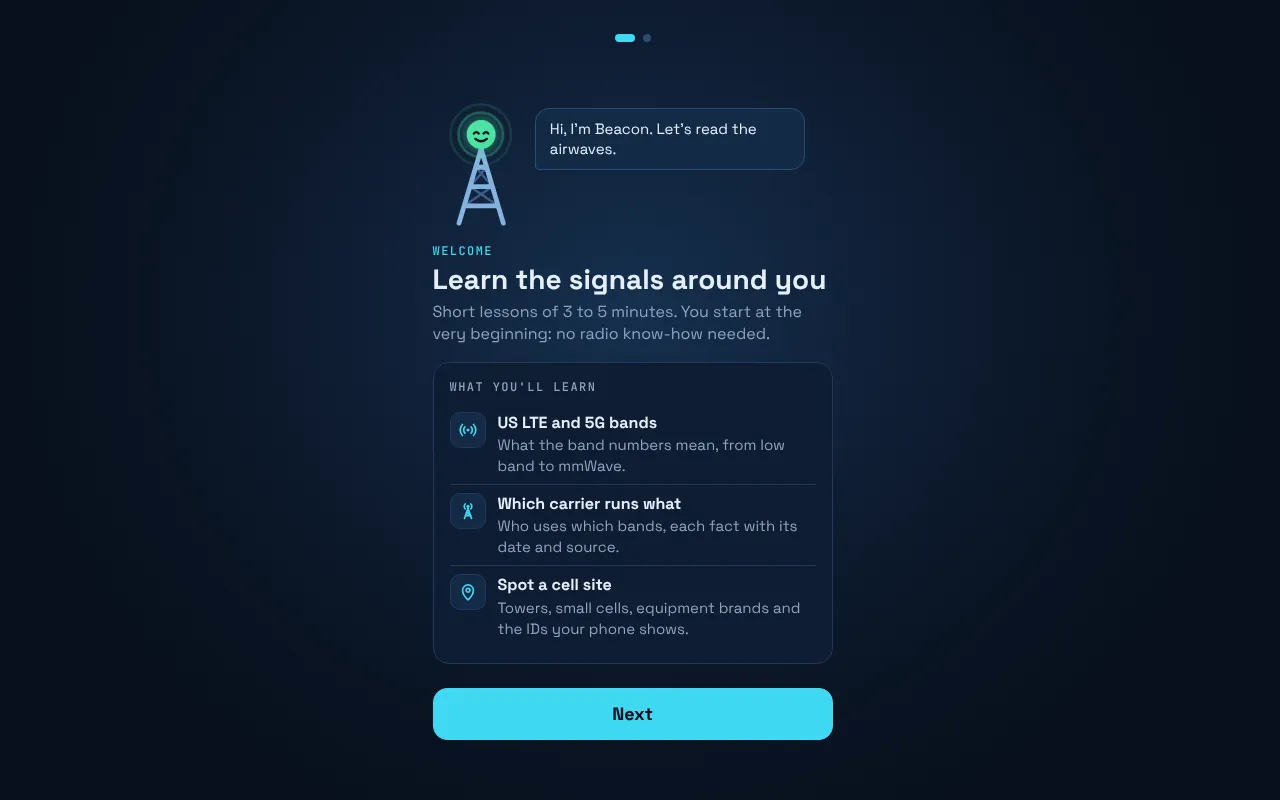 Hi, I'm Beacon. Let's read the
airwaves.
WELCOME
Learn the signals around you
Short lessons of 3 to 5 minutes. You start at the
very beginning: no radio know-how needed.
WHAT YOU'LL LEARN
US LTE and 5G bands
What the band numbers mean, from low
band to mmWave.
Which carrier runs what
Who uses which bands, each fact with its
date and source.
Spot a cell site
Towers, small cells, equipment brands and
the IDs your phone shows.
Next